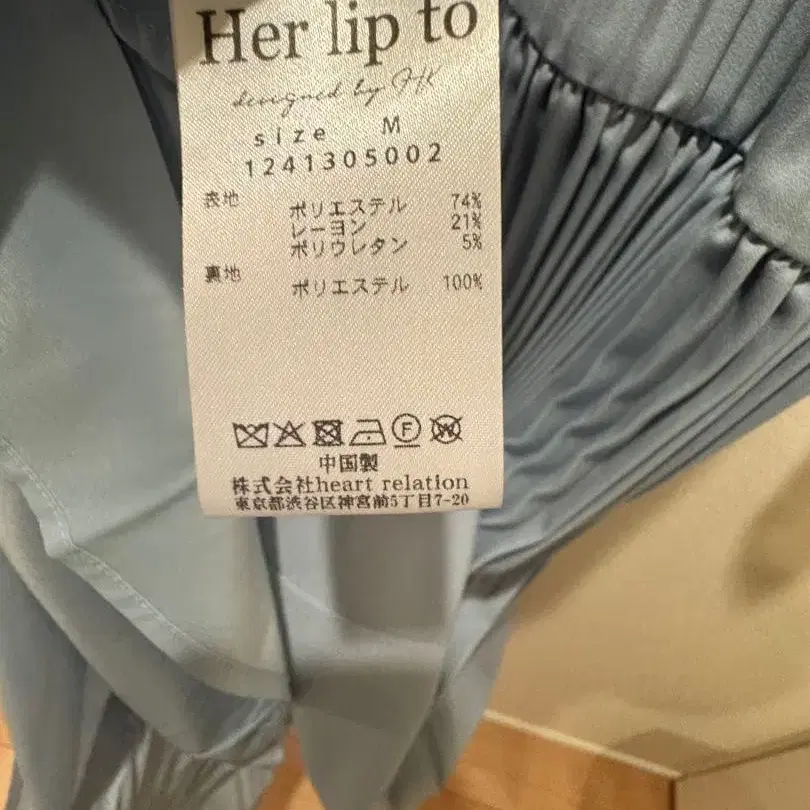 Her lip to
designed by HK
size M
1241305002
表地 ポリエステル 74%
レーヨン 21%
ポリウレタン 5%
裏地 ポリエステル 100%
F W
中国製
株式会社heart relation
東京都渋谷区神宮前5丁目7-20